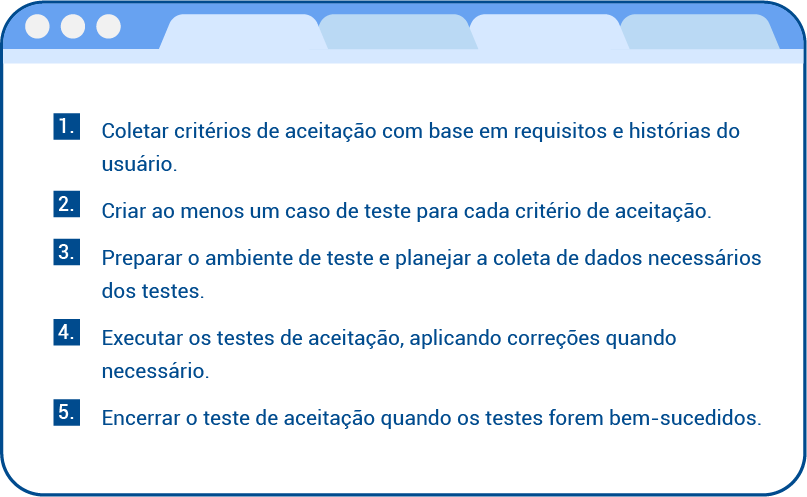 1. Coletar critérios de aceitação com base em requisitos e histórias do
usuário.
2. Criar ao menos um caso de teste para cada critério de aceitação.
3. Preparar o ambiente de teste e planejar a coleta de dados necessários
dos testes.
4. Executar os testes de aceitação, aplicando correções quando
necessário.
5. Encerrar o teste de aceitação quando os testes forem bem-sucedidos.